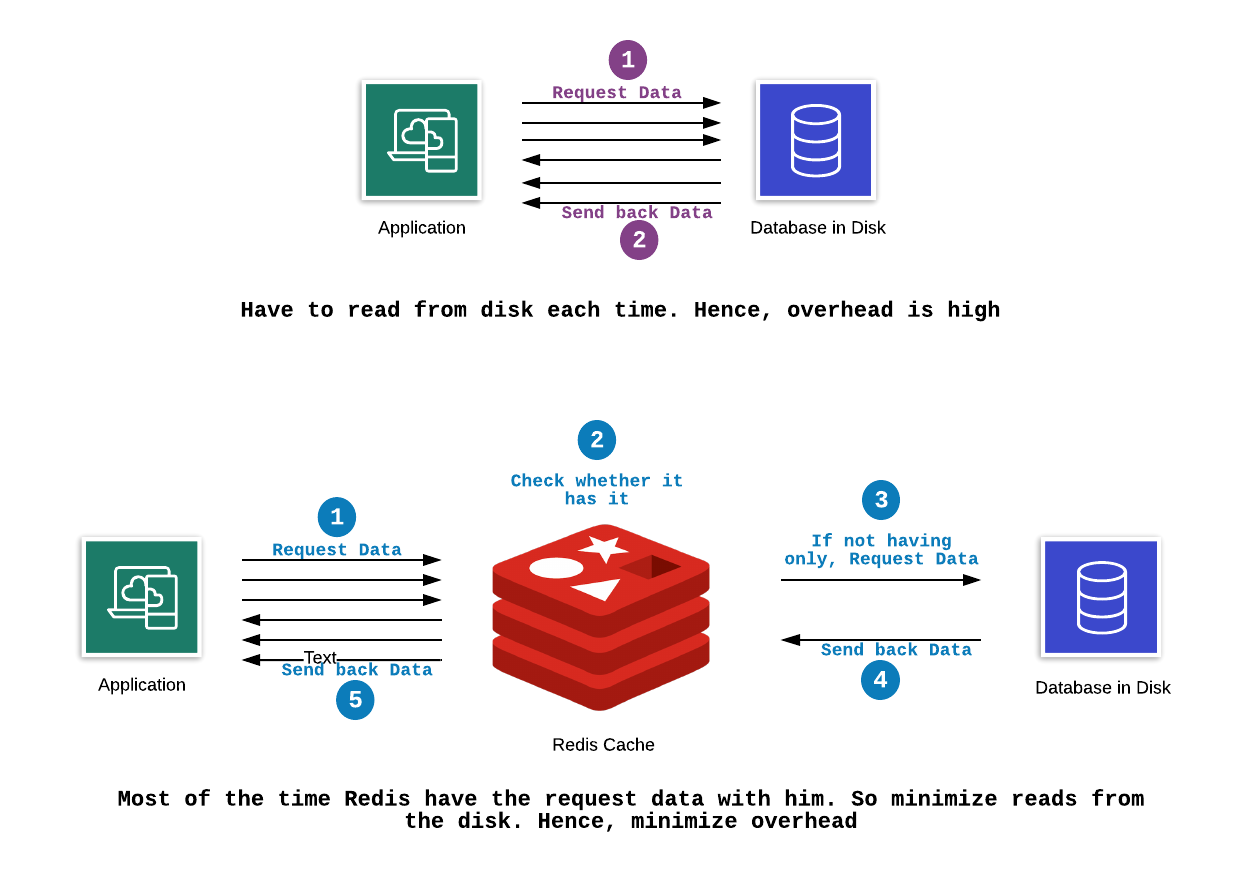 1
Request Data
Send back Data
2
Application
Database in Disk
Have to read from disk each time. Hence, overhead is high
2
Check whether it
has it
3
If not having
only, Request Data
1
Request Data
Text
Send back Data
5
Send back Data
4
Application
Database in Disk
Redis Cache
Most of the time Redis have the request data with him. So minimize reads from
the disk. Hence, minimize overhead